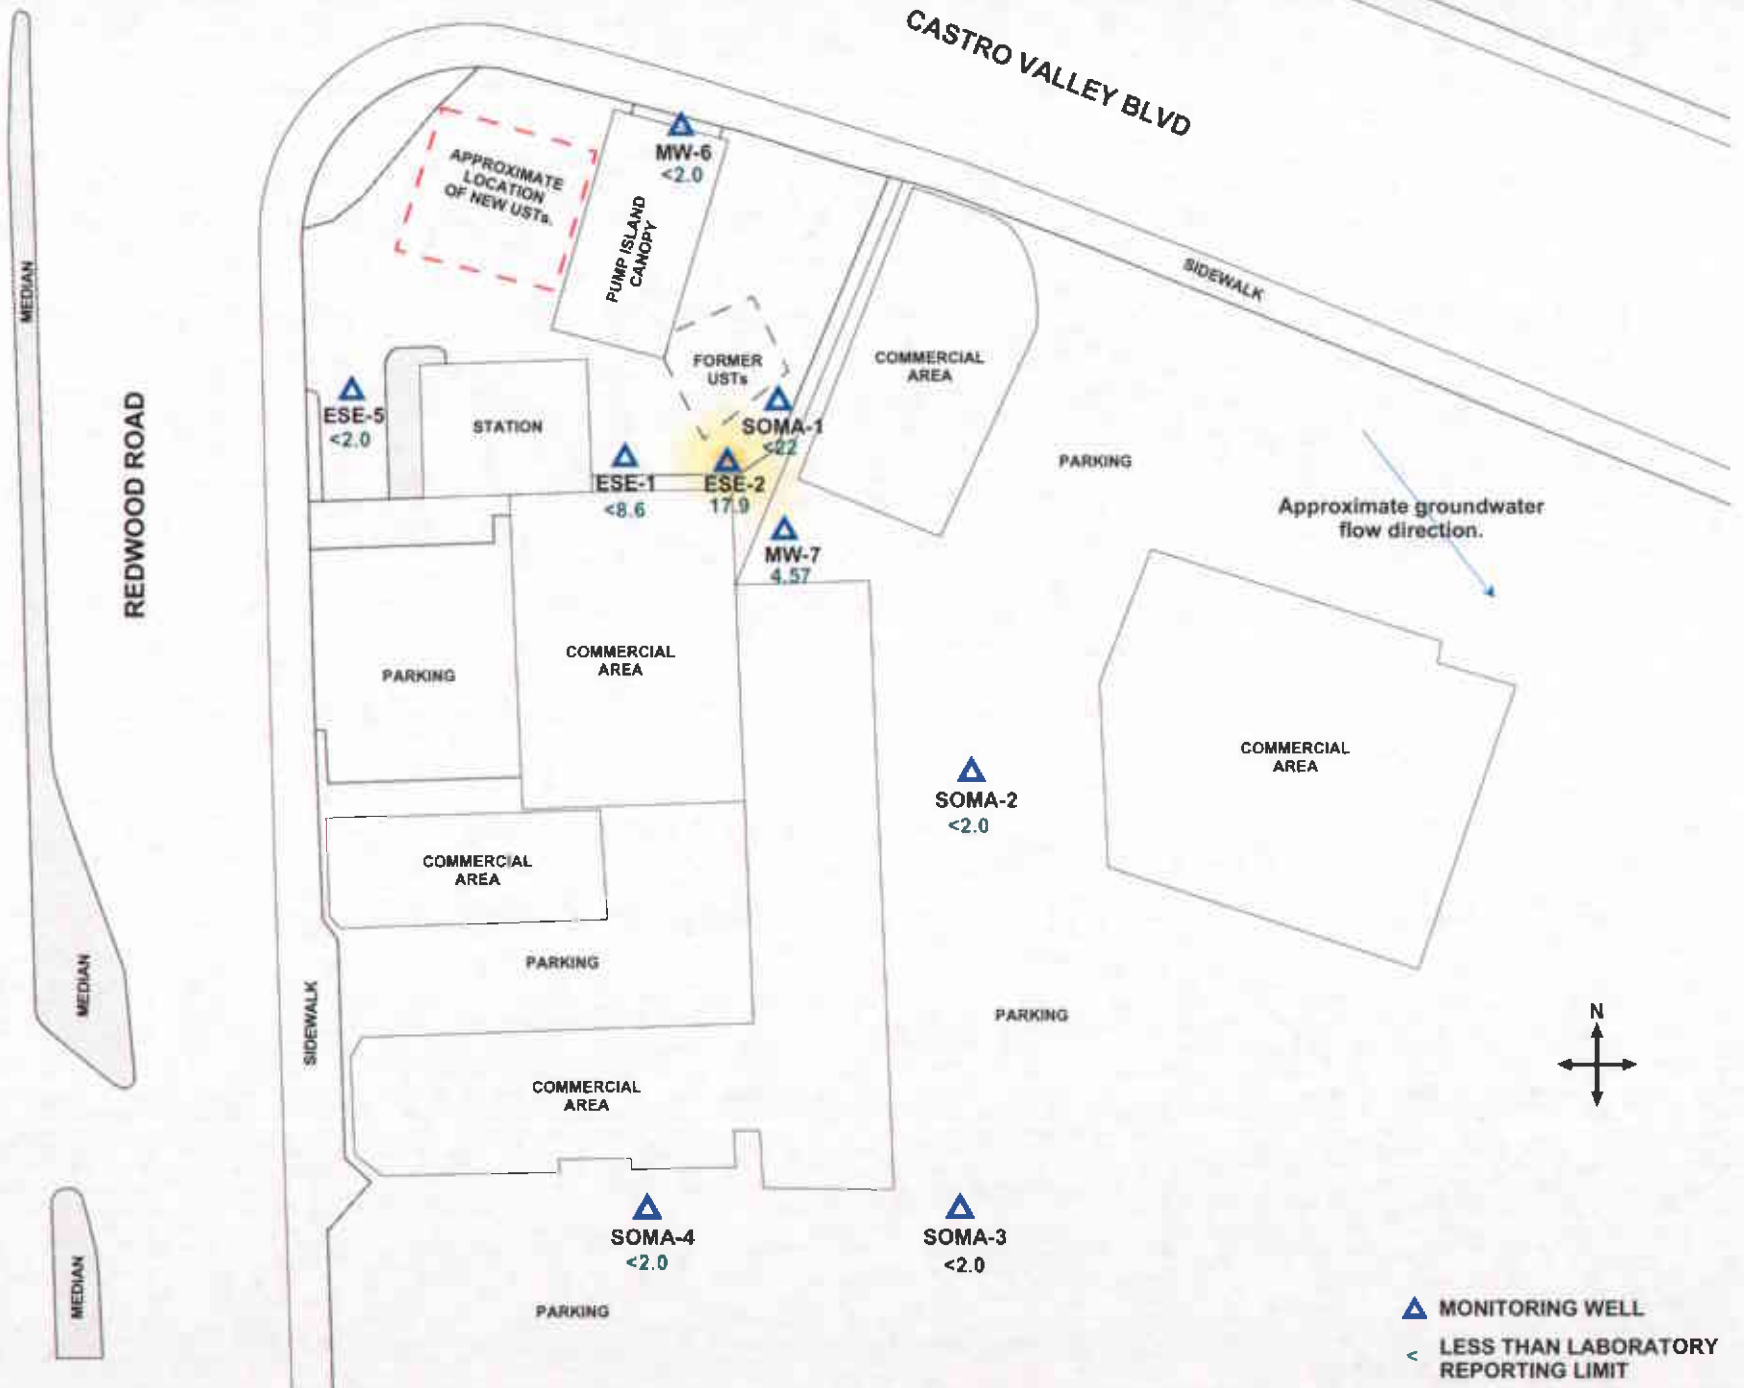 CASTRO VALLEY BLVD
MW-6
<2.0
APPROXIMATE
LOCATION
OF NEW USTs.
PUMP ISLAND
CANOPY
MEDIAN
SIDEWALK
FORMER
USTs
COMMERCIAL
AREA
ESE-5
<2.0
STATION
SOMA-1
<22
REDWOOD ROAD
ESE-1
<8.6
ESE-2
17.9
PARKING
Approximate groundwater
flow direction.
MW-7
4.57
PARKING
COMMERCIAL
AREA
COMMERCIAL
AREA
SOMA-2
<2.0
COMMERCIAL
AREA
PARKING
MEDIAN
SIDEWALK
PARKING
N
COMMERCIAL
AREA
SOMA-4
<2.0
SOMA-3
<2.0
MEDIAN
PARKING
MONITORING WELL
< LESS THAN LABORATORY
REPORTING LIMIT